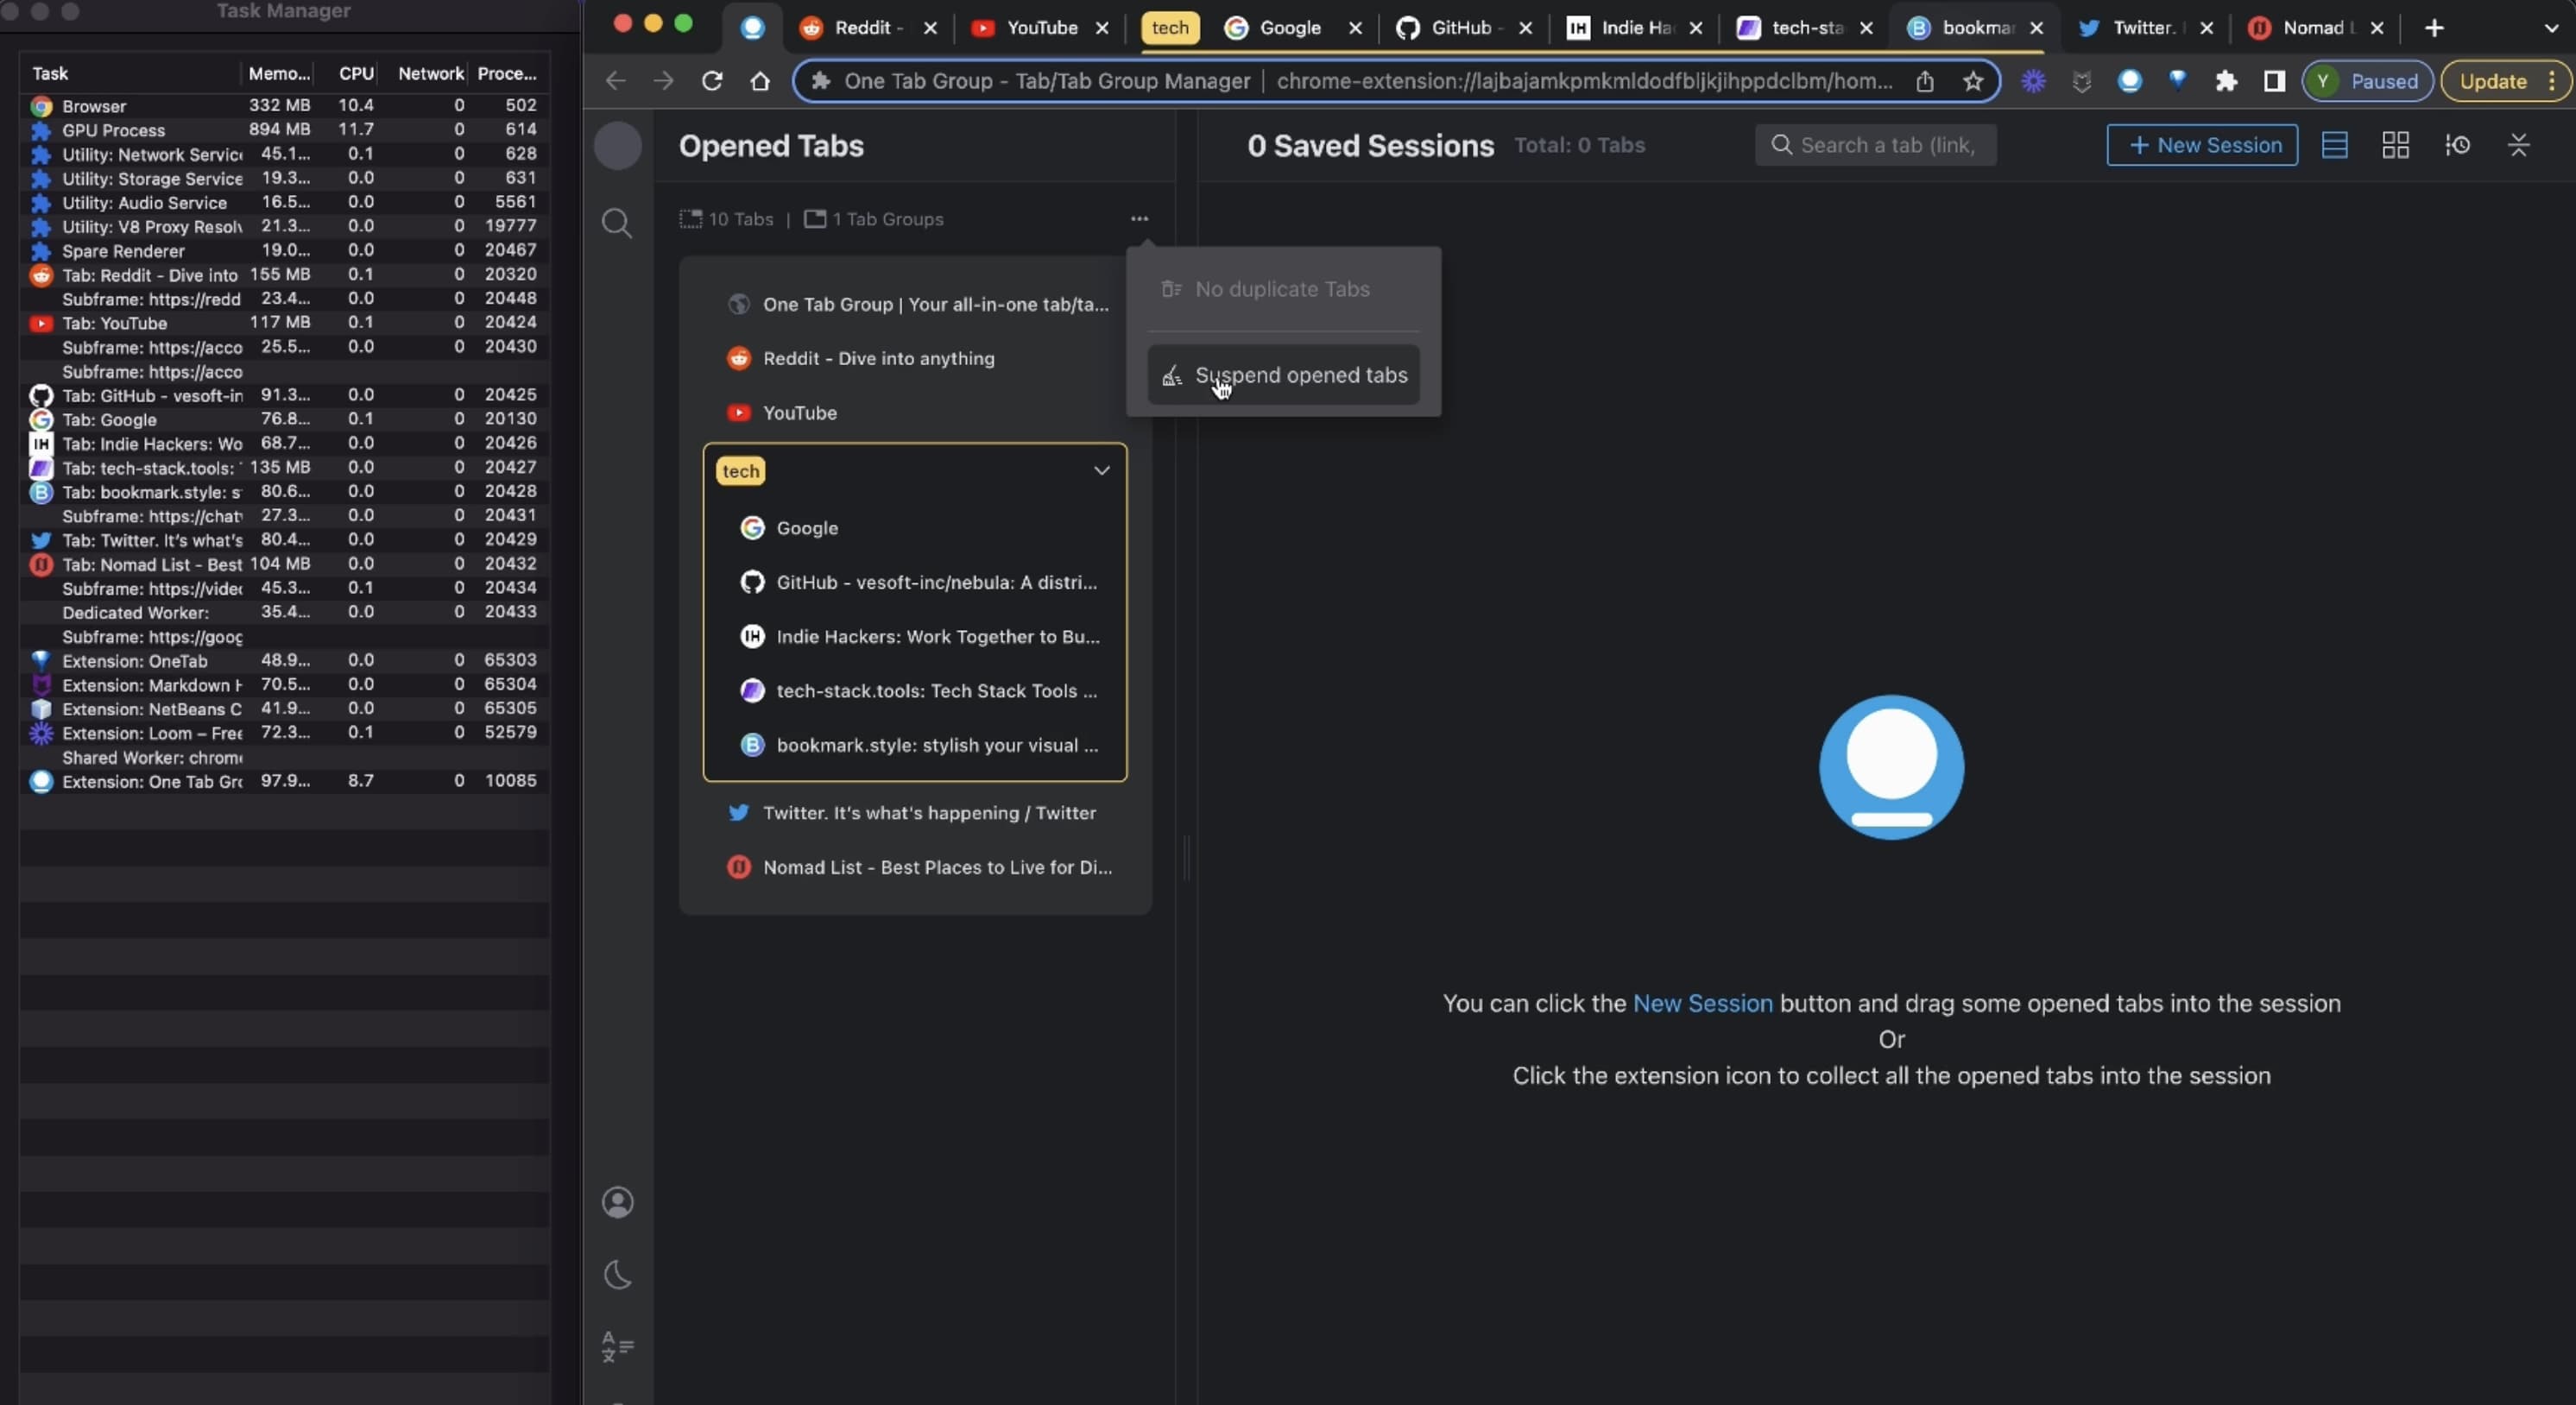 Task Manager
Task Memo... CPU Network Proce...
Browser 332 MB 10.4 0 502
GPU Process 894 MB 11.7 0 614
Utility: Network Service 45.1... 0.1 0 628
Utility: Storage Service 19.3... 0.0 0 631
Utility: Audio Service 16.5... 0.0 0 5561
Utility: V8 Proxy Resolv 21.3... 0.0 0 19777
Spare Renderer 19.0... 0.0 0 20467
Tab: Reddit - Dive into 155 MB 0.1 0 20320
Subframe: https://redd 23.4... 0.0 0 20448
Tab: YouTube 117 MB 0.1 0 20424
Subframe: https://acco 25.5... 0.0 0 20430
Subframe: https://acco
Tab: GitHub - vesoft-in 91.3... 0.0 0 20425
Tab: Google 76.8... 0.1 0 20130
Tab: Indie Hackers: Wo 68.7... 0.0 0 20426
Tab: tech-stack.tools: 135 MB 0.0 0 20427
Tab: bookmark.style: s 80.6... 0.0 0 20428
Subframe: https://chat 27.3... 0.0 0 20431
Tab: Twitter. It's what's 80.4... 0.0 0 20429
Tab: Nomad List - Best 104 MB 0.0 0 20432
Subframe: https://vide 45.3... 0.1 0 20434
Dedicated Worker: 35.4... 0.0 0 20433
Subframe: https://goog
Extension: OneTab 48.9... 0.0 0 65303
Extension: Markdown 70.5... 0.0 0 65304
Extension: NetBeans C 41.9... 0.0 0 65305
Extension: Loom – Free 72.3... 0.1 0 52579
Shared Worker: chrom
Extension: One Tab Gro 97.9... 8.7 0 10085
Reddit - YouTube tech Google GitHub - Indie Ha tech-sta bookmar Twitter. Nomad L
One Tab Group - Tab/Tab Group Manager | chrome-extension://lajbajamkpmkmldodfbljkjihppdclbm/hom... Y Paused Update
Opened Tabs
10 Tabs | 1 Tab Groups ...
No duplicate Tabs
Suspend opened tabs
One Tab Group | Your all-in-one tab/ta...
Reddit - Dive into anything
YouTube
tech
Google
GitHub - vesoft-inc/nebula: A distri...
IH Indie Hackers: Work Together to Bu...
tech-stack.tools: Tech Stack Tools ...
B bookmark.style: stylish your visual ...
Twitter. It's what's happening / Twitter
Nomad List - Best Places to Live for Di...
0 Saved Sessions Total: 0 Tabs Search a tab (link, + New Session
You can click the New Session button and drag some opened tabs into the session
Or
Click the extension icon to collect all the opened tabs into the session